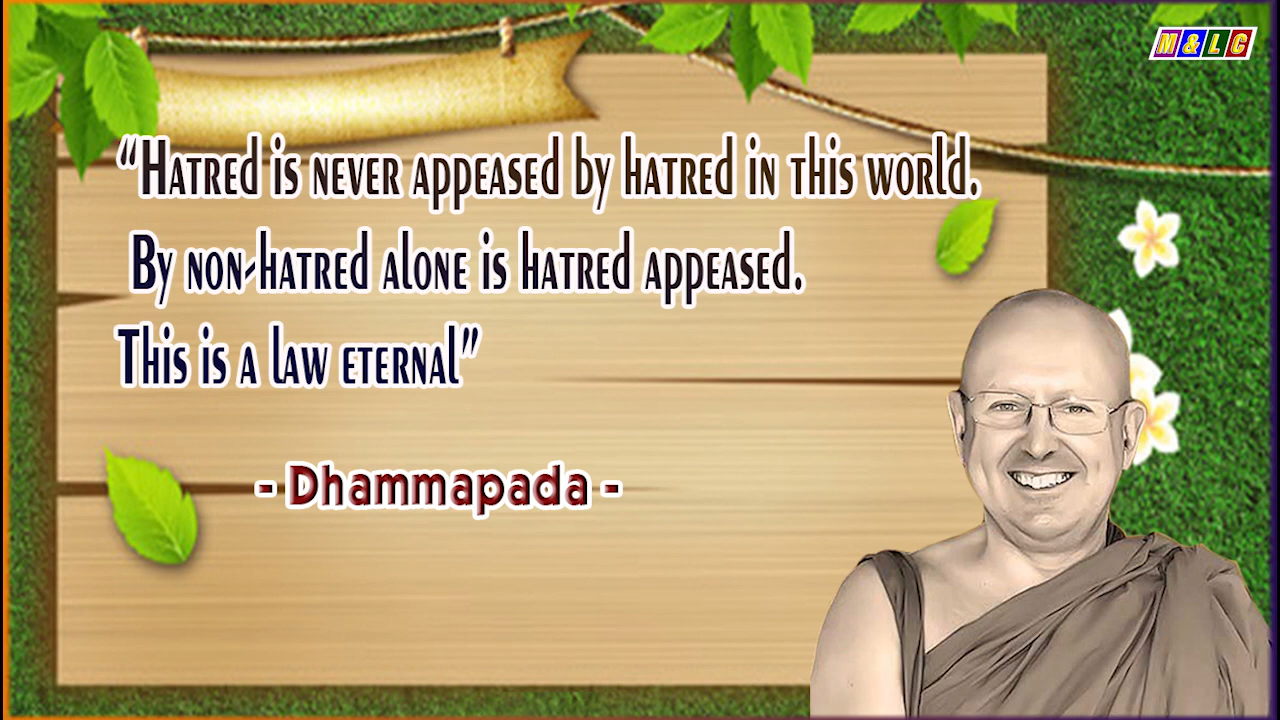 M & L C
“Hatred is never appeased by hatred in this world.
By non-hatred alone is hatred appeased.
This is a law eternal”
- Dhammapada -